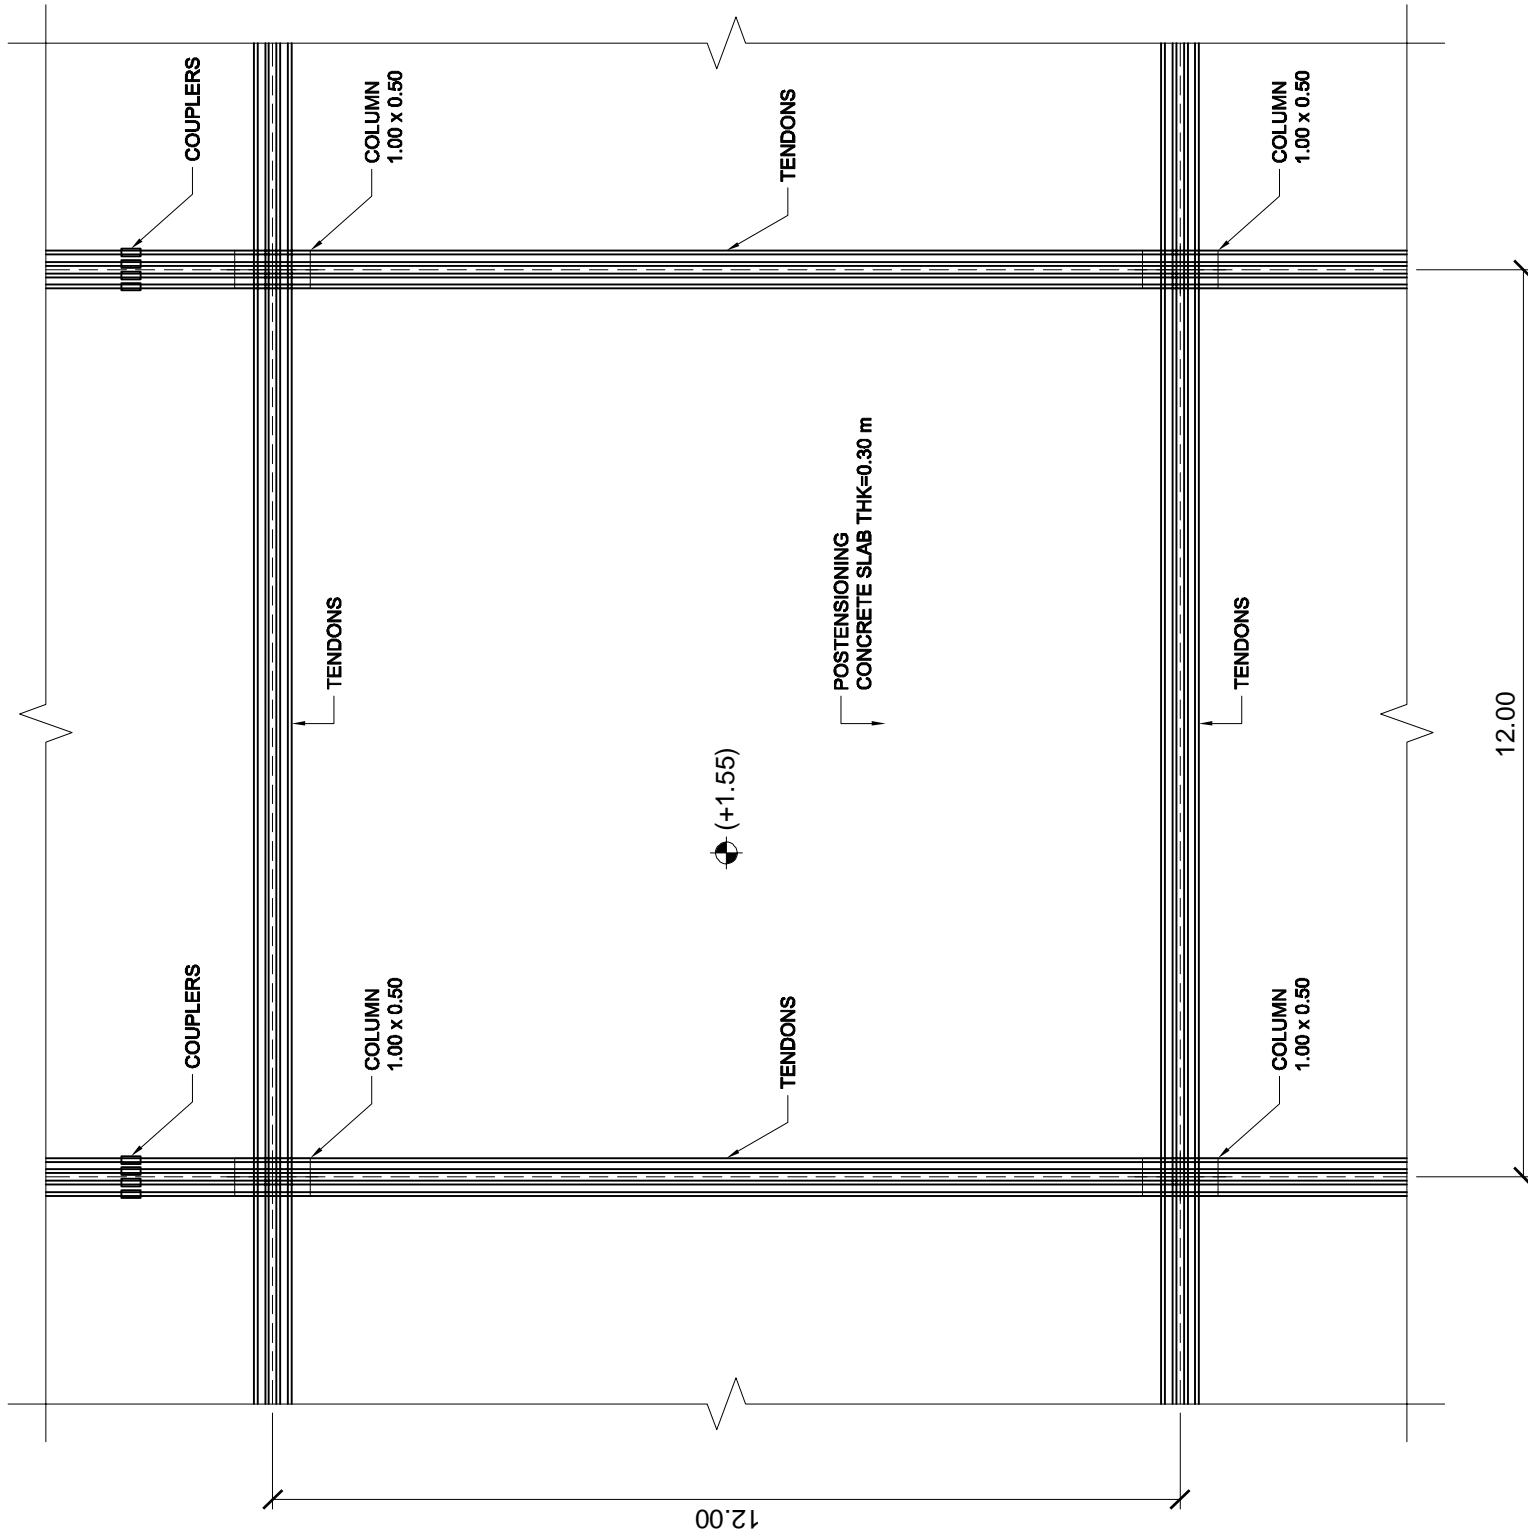 COUPLERS
COUPLERS
TENDONS
COLUMN
1.00 x 0.50
COLUMN
1.00 x 0.50
12.00
(+1.55)
TENDONS
TENDONS
POSTENSIONING
CONCRETE SLAB THK=0.30 m
TENDONS
COLUMN
1.00 x 0.50
COLUMN
1.00 x 0.50
12.00